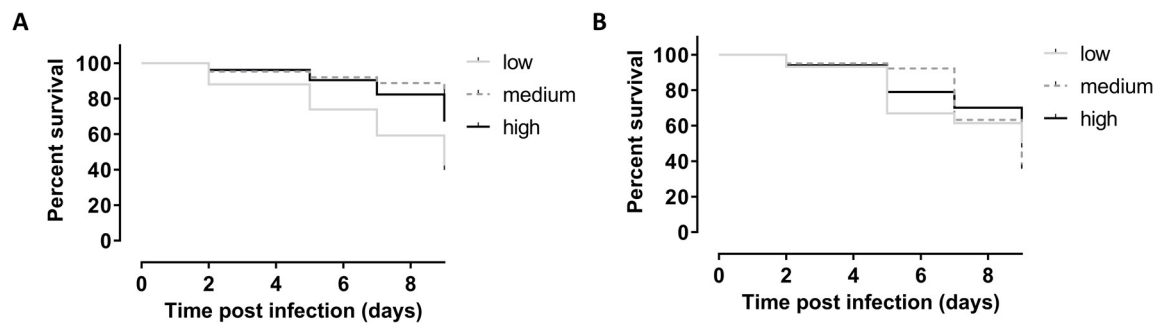 A
Percent survival
100
80
60
40
20
0
0 2 4 6 8
Time post infection (days)
low
medium
high
B
Percent survival
100
80
60
40
20
0
0 2 4 6 8
Time post infection (days)
low
medium
high